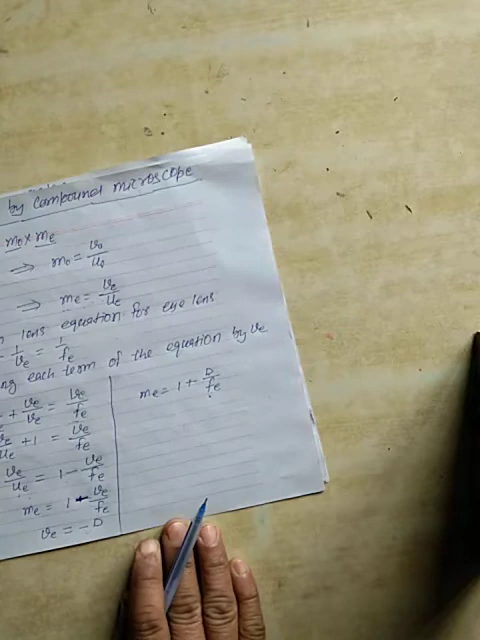 by Compound microscope
m₀ × mₑ
⇒ m₀ = v₀/u₀
⇒ mₑ = vₑ/-uₑ
lens equation for eye lens
- 1/vₑ = 1/fₑ
each term of the equation by vₑ
+ vₑ/vₑ = vₑ/fₑ
vₑ/uₑ + 1 = vₑ/fₑ
vₑ/uₑ = 1 - vₑ/fₑ
mₑ = 1 - vₑ/fₑ
vₑ = - D
mₑ = 1 + D/fₑ